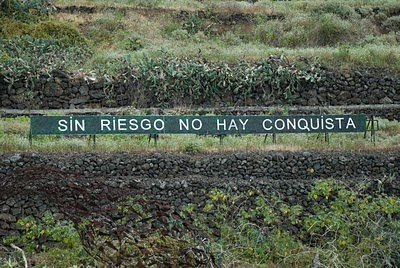 SiN RiESGO NO HAY CONQUiSTA